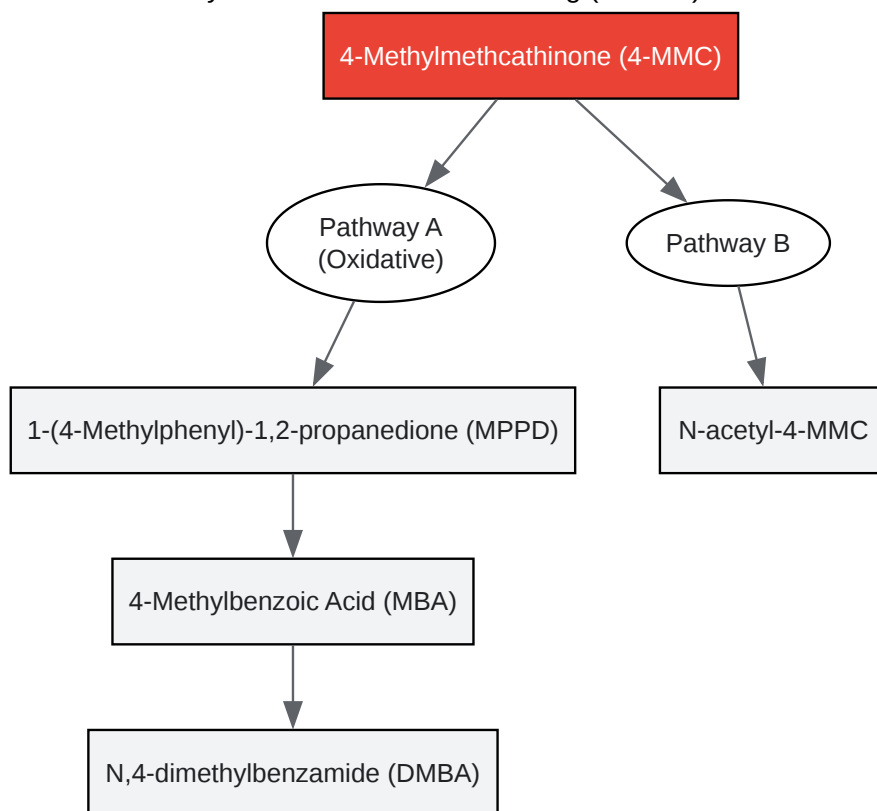 4-Methylmethcathinone (4-MMC)
Pathway A
(Oxidative)
Pathway B
1-(4-Methylphenyl)-1,2-propanedione (MPPD)
N-acetyl-4-MMC
4-Methylbenzoic Acid (MBA)
N,4-dimethylbenzamide (DMBA)